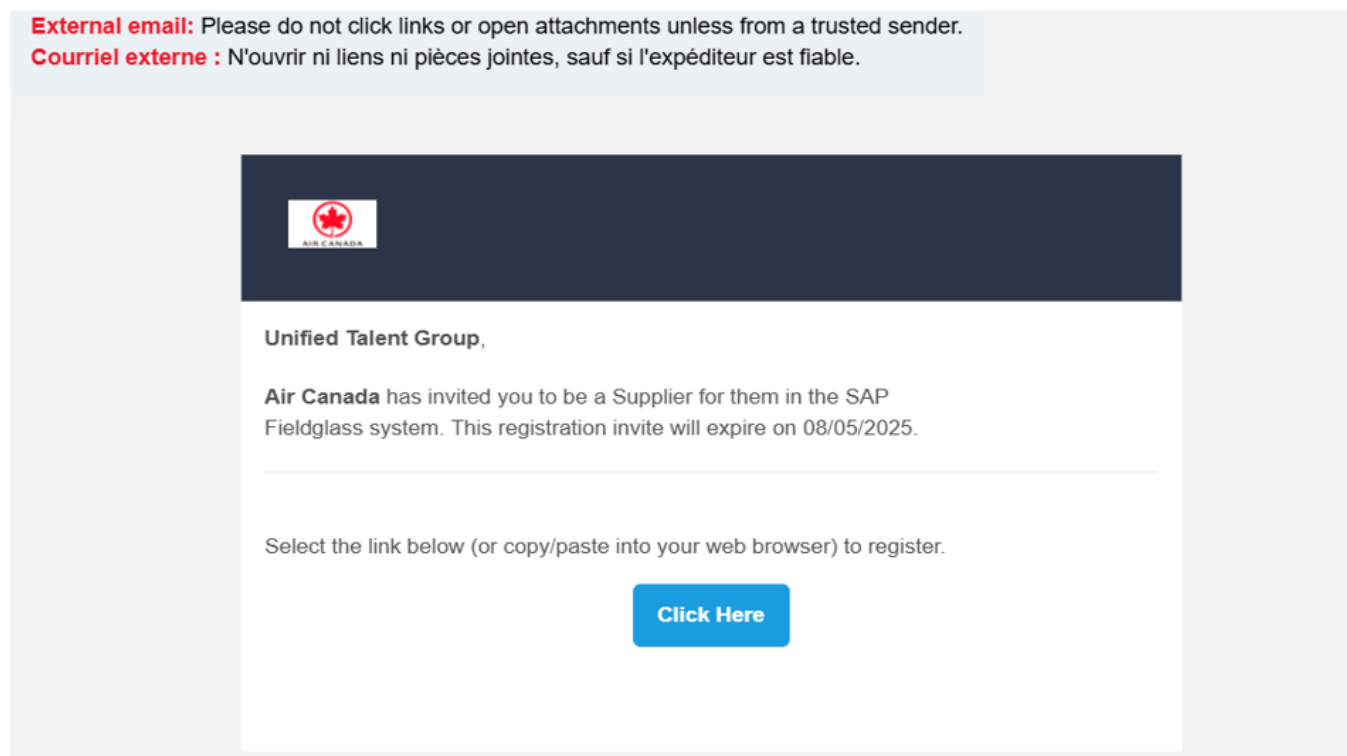 External email: Please do not click links or open attachments unless from a trusted sender.
Courriel externe : N'ouvrir ni liens ni pièces jointes, sauf si l'expéditeur est fiable.
AIR CANADA
Unified Talent Group,
Air Canada has invited you to be a Supplier for them in the SAP
Fieldglass system. This registration invite will expire on 08/05/2025.
Select the link below (or copy/paste into your web browser) to register.
Click Here